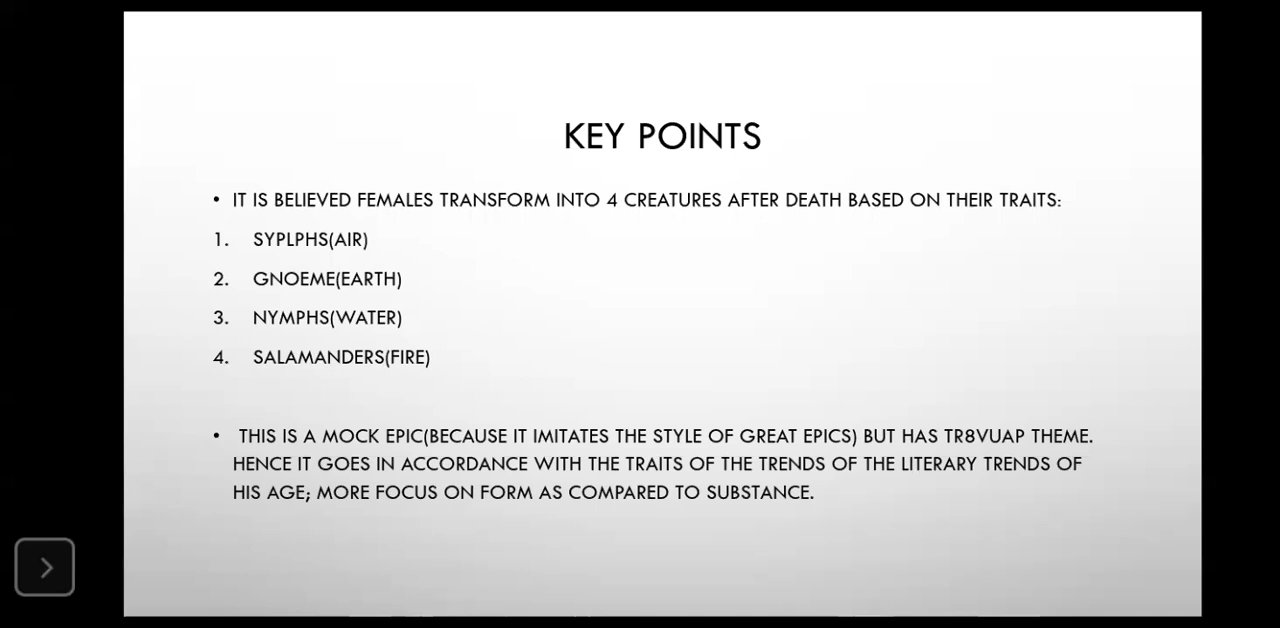 KEY POINTS
• IT IS BELIEVED FEMALES TRANSFORM INTO 4 CREATURES AFTER DEATH BASED ON THEIR TRAITS:
1. SYPLPHS(AIR)
2. GNOEME(EARTH)
3. NYMPHS(WATER)
4. SALAMANDERS(FIRE)
• THIS IS A MOCK EPIC(BECAUSE IT IMITATES THE STYLE OF GREAT EPICS) BUT HAS TR8VUAP THEME.
HENCE IT GOES IN ACCORDANCE WITH THE TRAITS OF THE TRENDS OF THE LITERARY TRENDS OF
HIS AGE; MORE FOCUS ON FORM AS COMPARED TO SUBSTANCE.